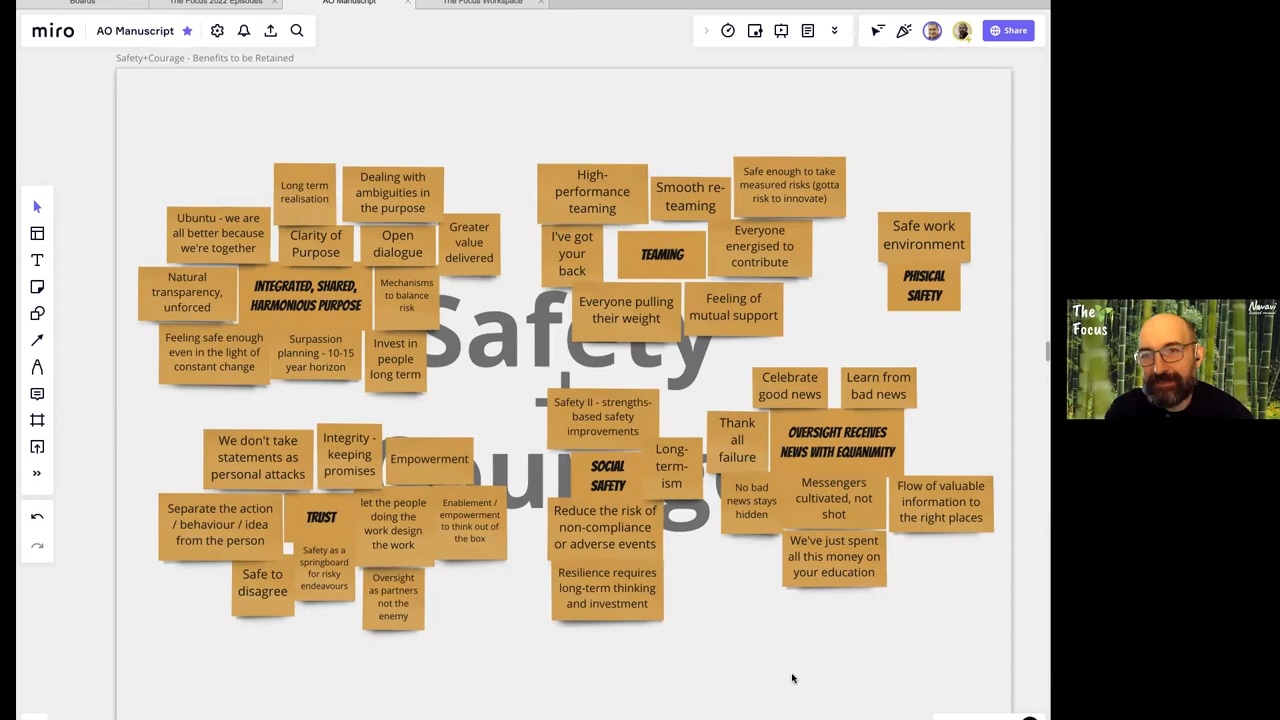 Boards
The Focus 2022 Episodes
AO Manuscript
The Focus Workspace
miro
AO Manuscript
Share
Safety+Courage - Benefits to be Retained
Long term
realisation
Dealing with
ambiguities in
the purpose
Ubuntu - we are
all better because
we're together
Clarity of
Purpose
Open
dialogue
Greater
value
delivered
Natural
transparency,
unforced
INTEGRATED, SHARED,
HARMONIOUS PURPOSE
Mechanisms
to balance
risk
Feeling safe enough
even in the light of
constant change
Surpassion
planning - 10-15
year horizon
Invest in
people
long term
High-
performance
teaming
Smooth re-
teaming
Safe enough to take
measured risks (gotta
risk to innovate)
I've got
your
back
TEAMING
Everyone
energised to
contribute
Everyone pulling
their weight
Feeling of
mutual support
Safe work
environment
PHISICAL
SAFETY
Safety
+
Courage
We don't take
statements as
personal attacks
Integrity -
keeping
promises
Empowerment
Separate the action
/ behaviour / idea
from the person
TRUST
let the people
doing the
work design
the work
Enablement /
empowerment
to think out of
the box
Safety as a
springboard
for risky
endeavours
Safe to
disagree
Oversight
as partners
not the
enemy
Safety II - strengths-
based safety
improvements
SOCIAL
SAFETY
Long-
term-
ism
Reduce the risk of
non-compliance
or adverse events
Resilience requires
long-term thinking
and investment
Celebrate
good news
Learn from
bad news
Thank
all
failure
OVERSIGHT RECEIVES
NEWS WITH EQUANIMITY
No bad
news stays
hidden
Messengers
cultivated, not
shot
Flow of valuable
information to
the right places
We've just spent
all this money on
your education
The
Focus
Novavi